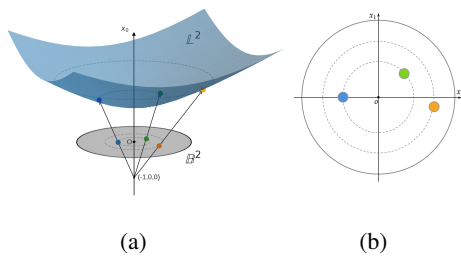 x₀
𝕃²
O
𝔹²
(-1,0,0)
x₁
x
o
(a)
(b)